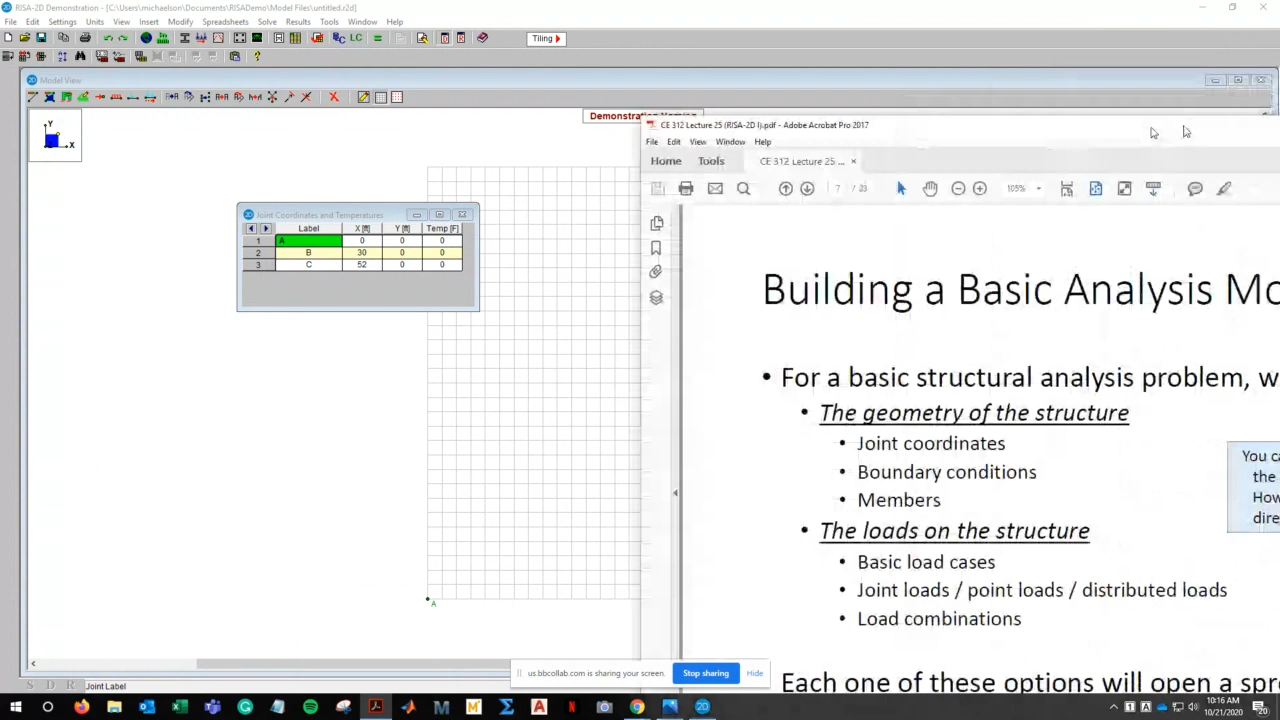 RISA-2D Demonstration - [C:\Users\michaelson\Documents\RISADemo\Model Files\untitled.r2d]
File Edit Settings Units View Insert Modify Spreadsheets Solve Results Tools Window Help
LC Tiling
Model View
Y
X
Demonstration Version
Joint Coordinates and Temperatures
Label X [ft] Y [ft] Temp [F]
1 A 0 0 0
2 B 30 0 0
3 C 52 0 0
A
CE 312 Lecture 25 (RISA-2D I).pdf - Adobe Acrobat Pro 2017
File Edit View Window Help
Home Tools CE 312 Lecture 25 ... ×
7 / 23 105%
Building a Basic Analysis Mo
• For a basic structural analysis problem, w
• The geometry of the structure
• Joint coordinates
• Boundary conditions
• Members
• The loads on the structure
• Basic load cases
• Joint loads / point loads / distributed loads
• Load combinations
You ca
the
How
dire
Each one of these options will open a spre
us.bbcollab.com is sharing your screen. Stop sharing Hide
S D R Joint Label
10:16 AM
10/21/2020
20